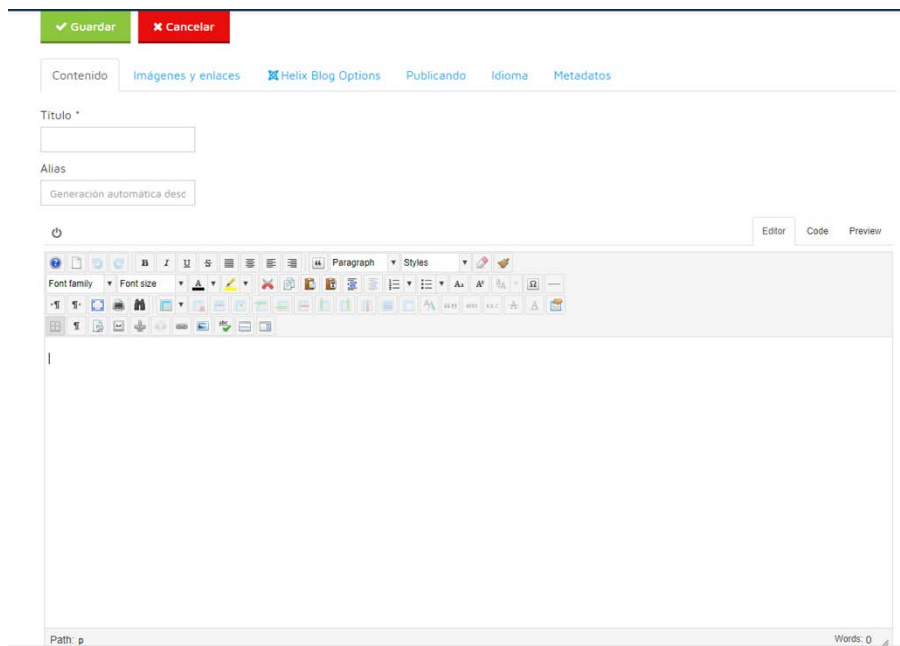 Guardar Cancelar
Contenido Imágenes y enlaces Helix Blog Options Publicando Idioma Metadatos
Título *
Alias
Generación automática desc
Editor Code Preview
B I U S Paragraph Styles
Font family Font size A
Path: p Words: 0